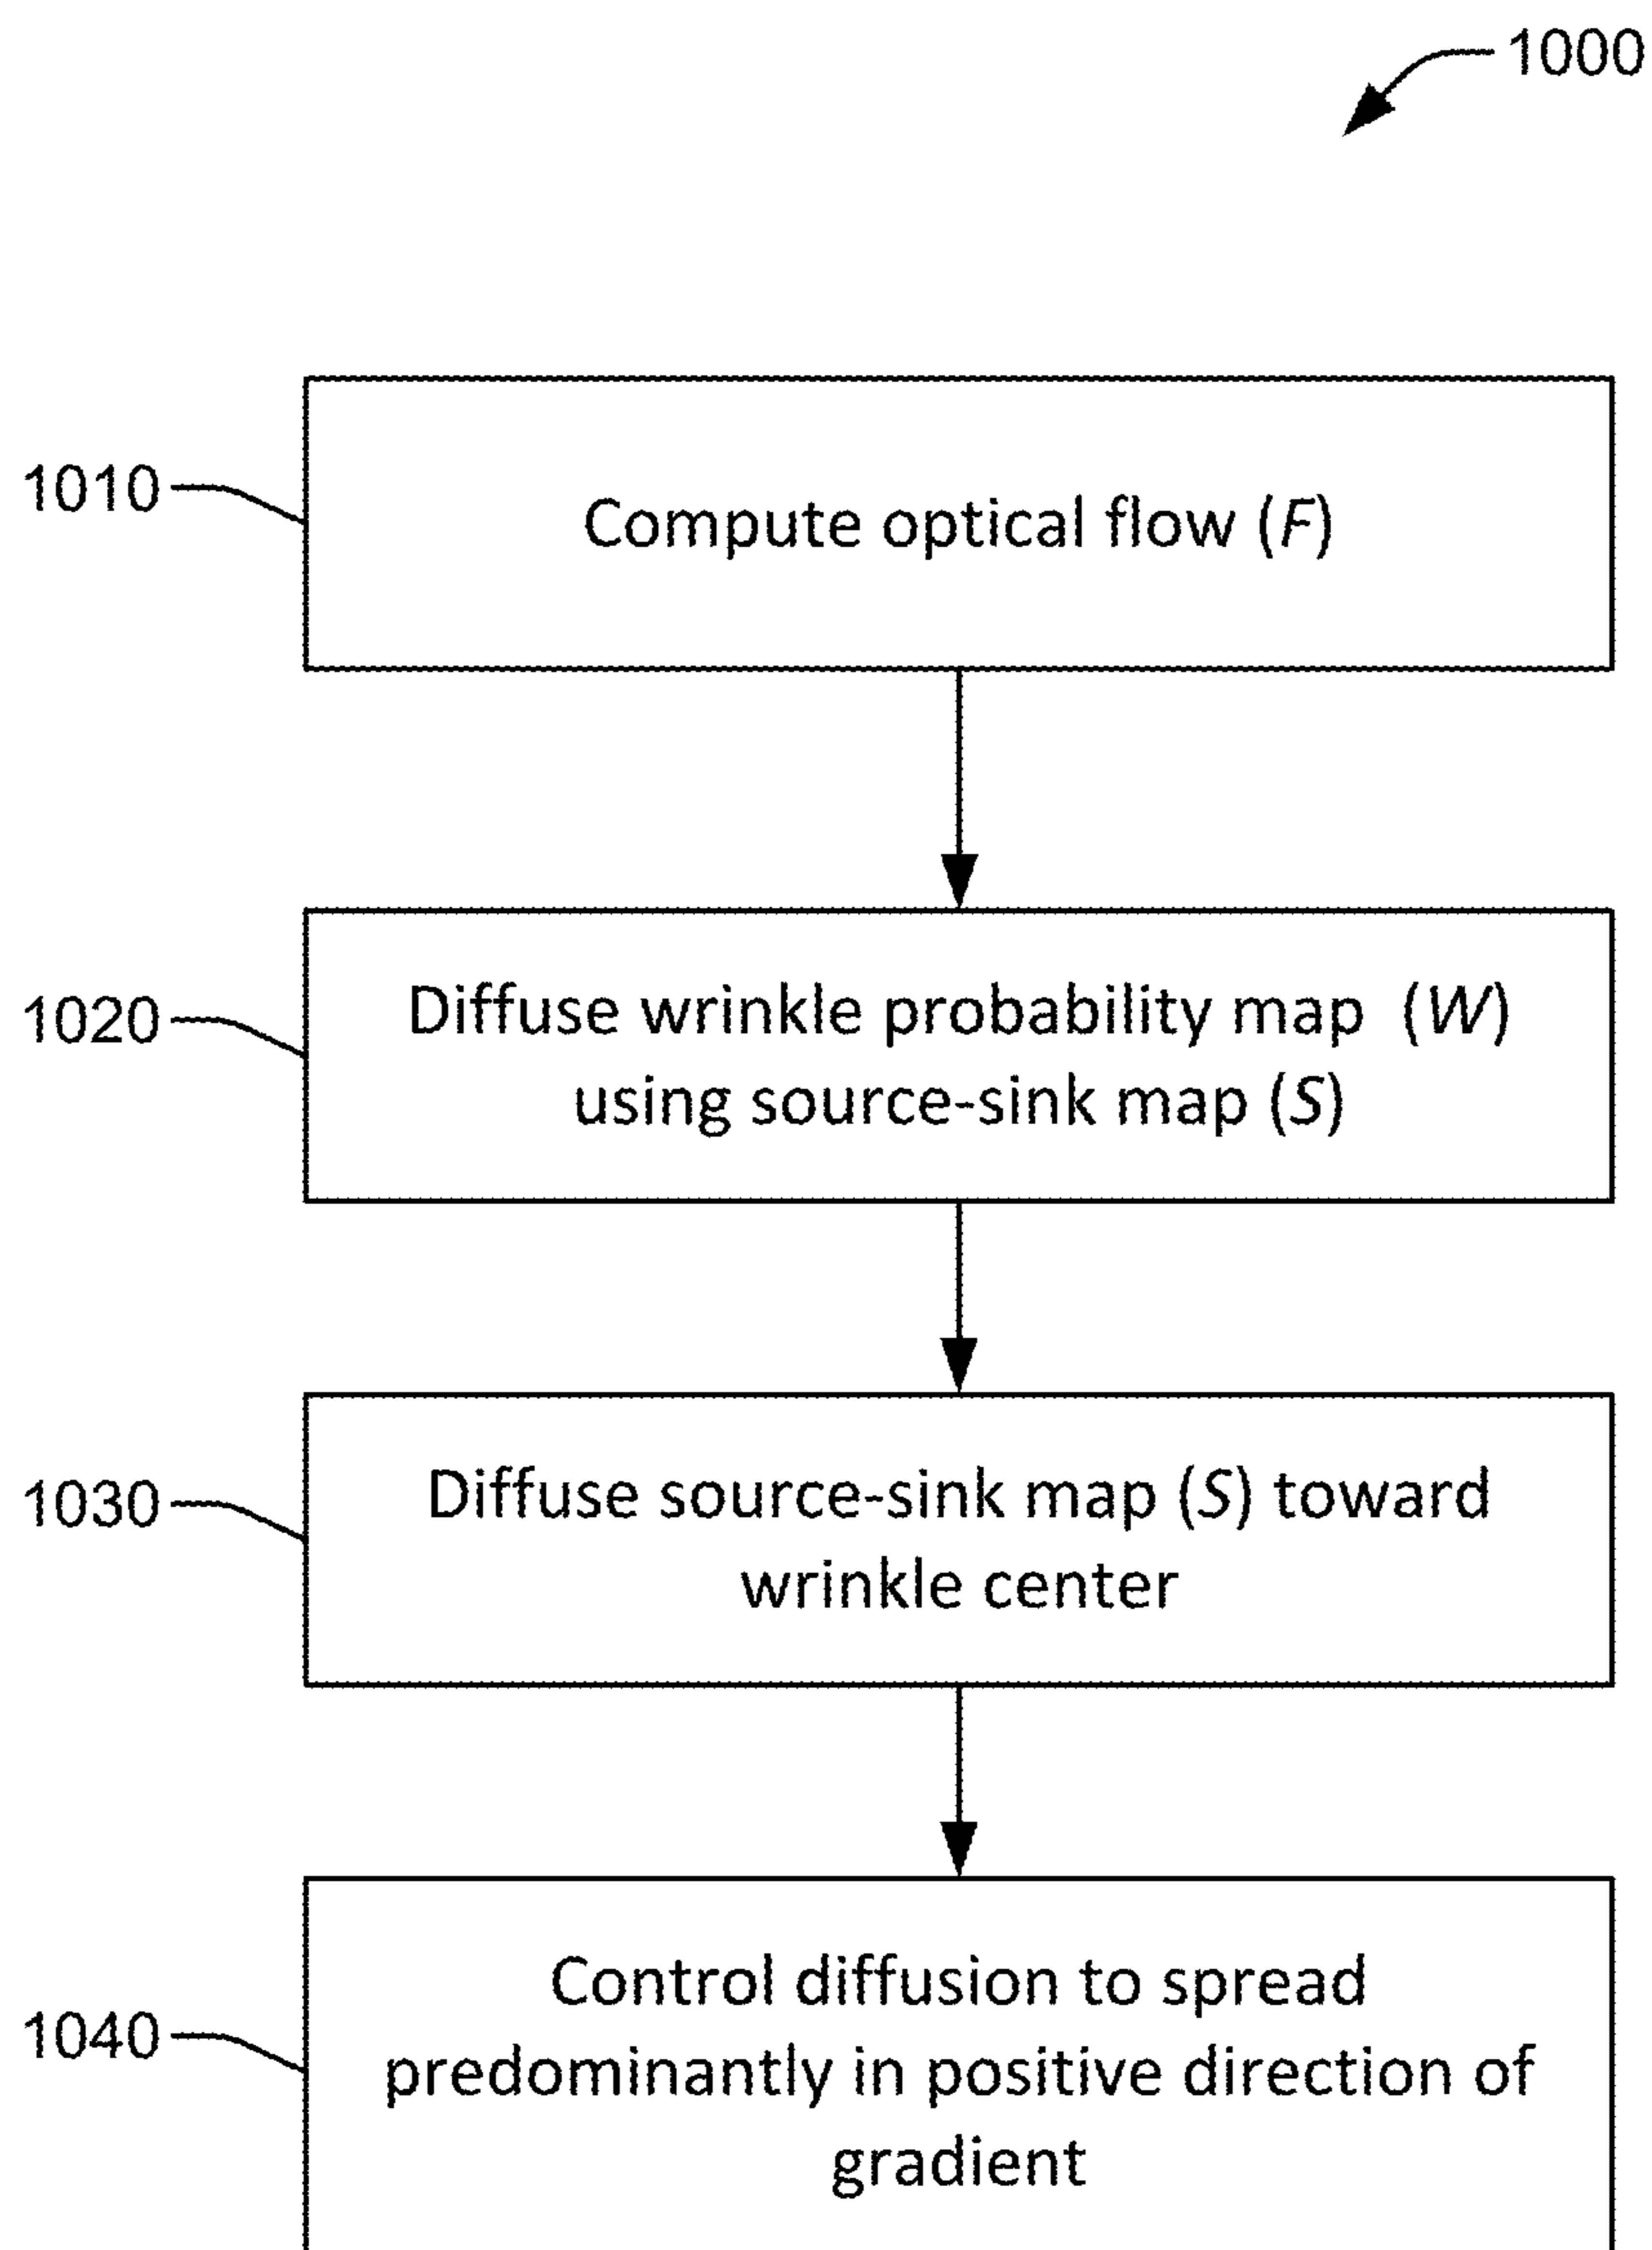 1000
1010
Compute optical flow (F)
1020
Diffuse wrinkle probability map (W)
using source-sink map (S)
1030
Diffuse source-sink map (S) toward
wrinkle center
1040
Control diffusion to spread
predominantly in positive direction of
gradient